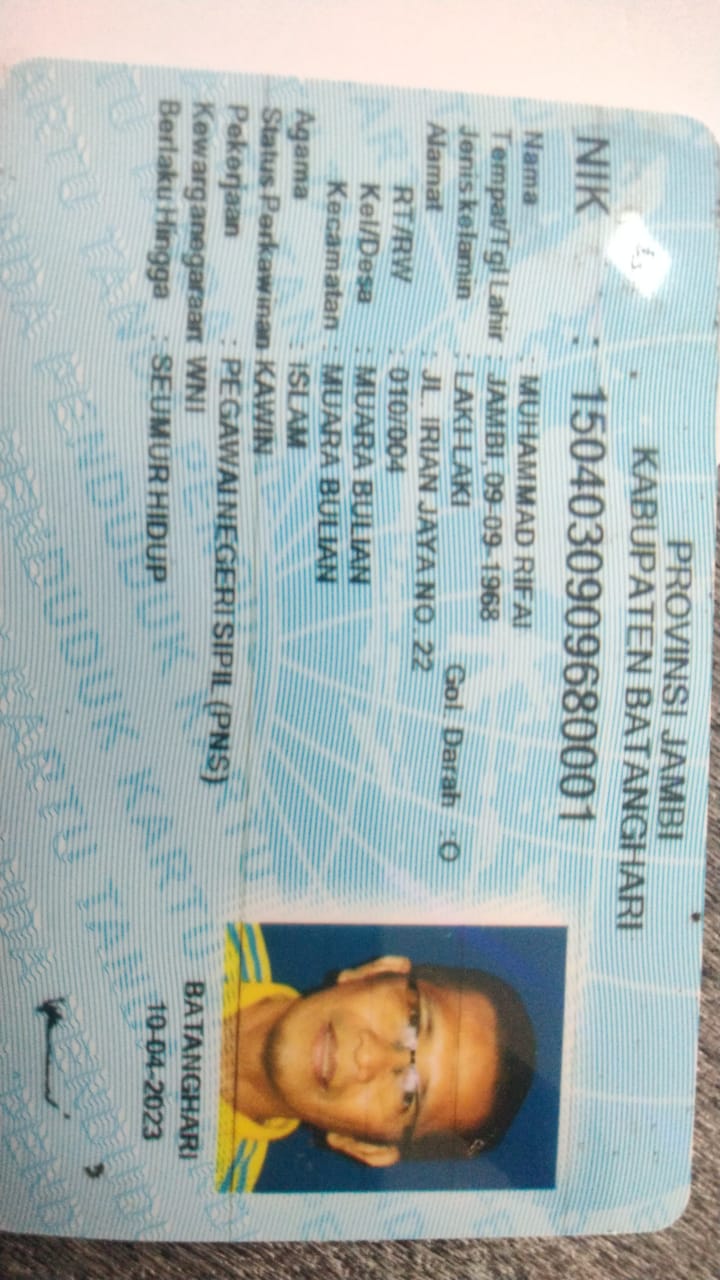 PROVINSI JAMBI
KABUPATEN BATANGHARI
NIK : 1504030909680001
Nama : MUHAMMAD RIFAI
Tempat/Tgl Lahir : JAMBI, 09-09-1968
Jenis kelamin : LAKI-LAKI Gol. Darah : O
Alamat : JL. IRIAN JAYA NO. 22
RT/RW : 010/004
Kel/Desa : MUARA BULIAN
Kecamatan : MUARA BULIAN
Agama : ISLAM
Status Perkawinan KAWIN
Pekerjaan : PEGAWAI NEGERI SIPIL (PNS)
Kewarganegaraan: WNI
Berlaku Hingga : SEUMUR HIDUP
BATANGHARI
10-04-2023
KARTU TANDA PENDUDUK KARTU TANDA PENDUDUK